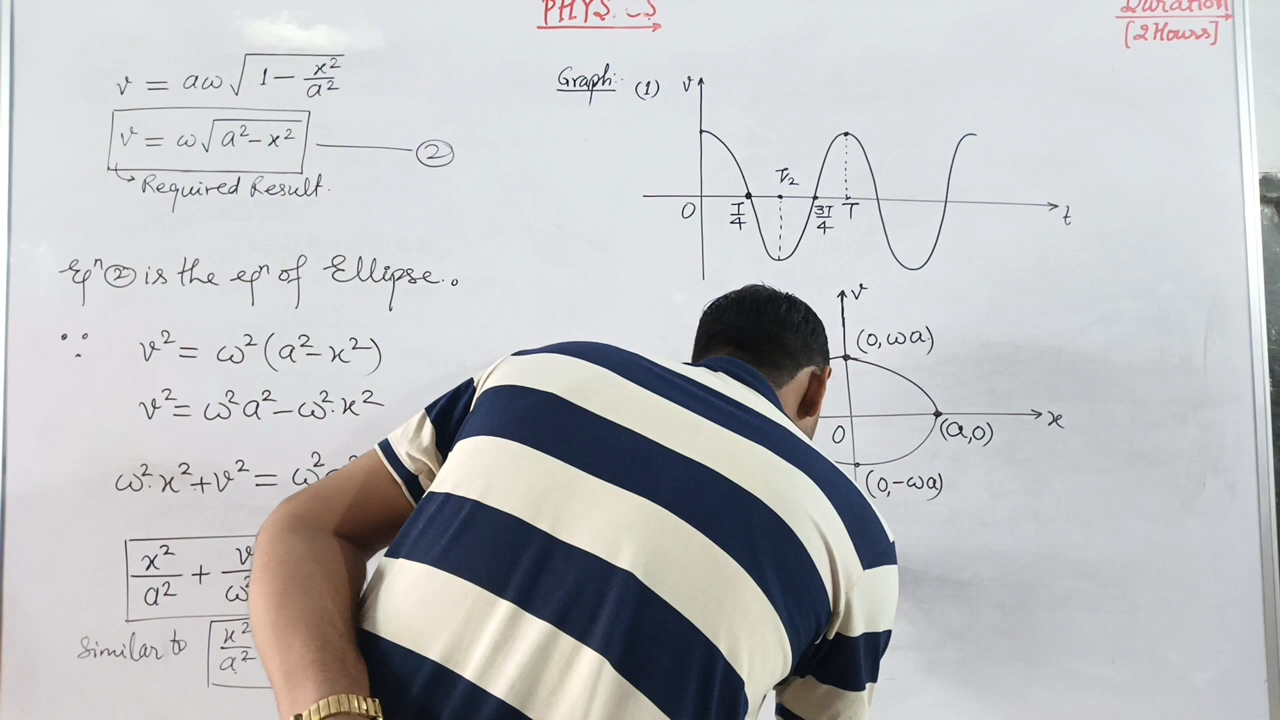 PHYS
Duration
[2 Hours]
v = aω√(1 − x²/a²)
v = ω√(a² − x²) —— ②
Required Result.
Eqⁿ ② is the eqⁿ of Ellipse..
∵ v² = ω²(a² − x²)
v² = ω²a² − ω².x²
ω².x² + v² = ω²
x²/a² + v
Similar to x²/a²
Graph:- (1)
v
T/2
O T/4 3T/4 T t
v
(0, ωa)
O (a,0) x
(0, −ωa)